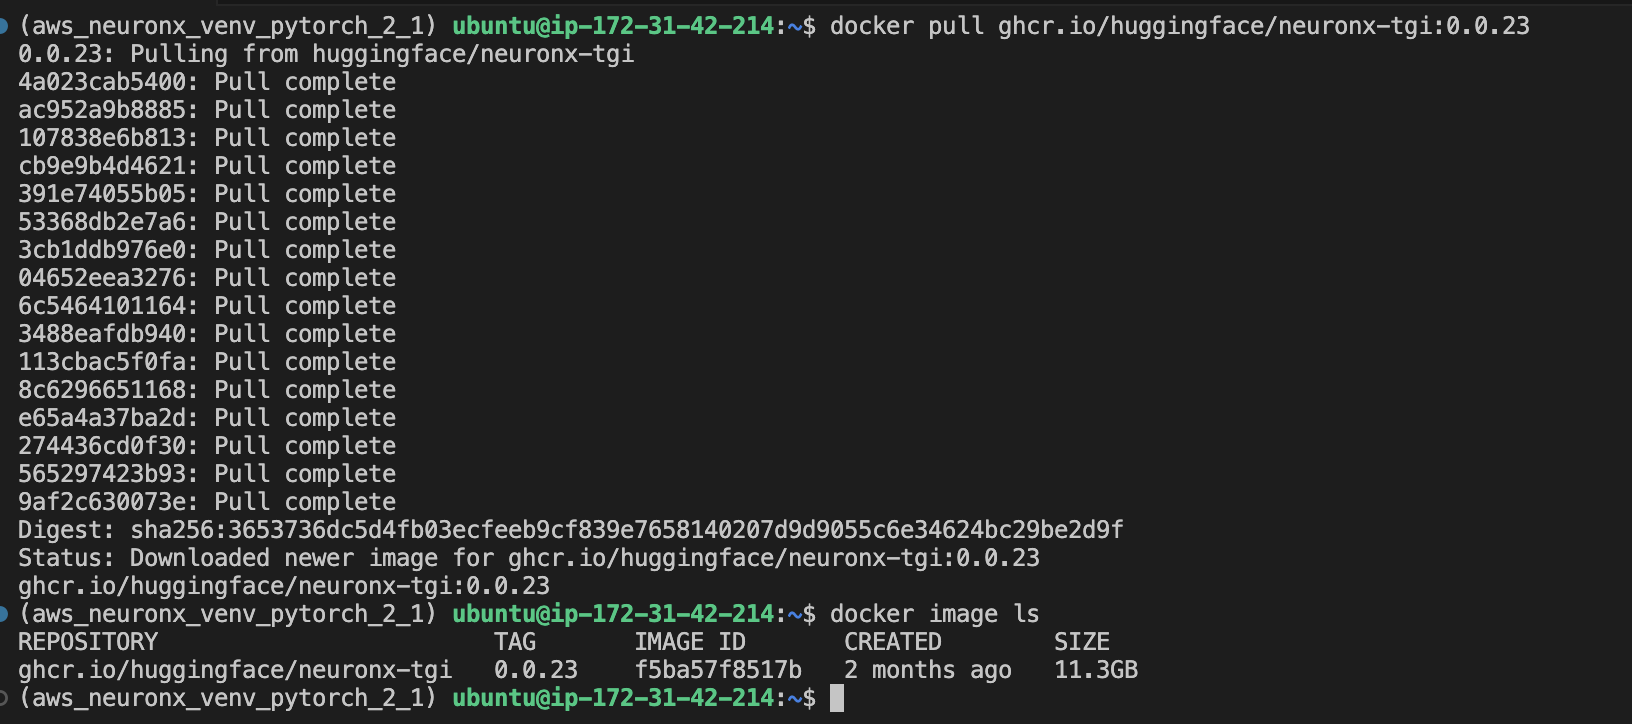 (aws_neuronx_venv_pytorch_2_1) ubuntu@ip-172-31-42-214:~$ docker pull ghcr.io/huggingface/neuronx-tgi:0.0.23
0.0.23: Pulling from huggingface/neuronx-tgi
4a023cab5400: Pull complete
ac952a9b8885: Pull complete
107838e6b813: Pull complete
cb9e9b4d4621: Pull complete
391e74055b05: Pull complete
53368db2e7a6: Pull complete
3cb1ddb976e0: Pull complete
04652eea3276: Pull complete
6c5464101164: Pull complete
3488eafdb940: Pull complete
113cbac5f0fa: Pull complete
8c6296651168: Pull complete
e65a4a37ba2d: Pull complete
274436cd0f30: Pull complete
565297423b93: Pull complete
9af2c630073e: Pull complete
Digest: sha256:3653736dc5d4fb03ecfeeb9cf839e7658140207d9d9055c6e34624bc29be2d9f
Status: Downloaded newer image for ghcr.io/huggingface/neuronx-tgi:0.0.23
ghcr.io/huggingface/neuronx-tgi:0.0.23
(aws_neuronx_venv_pytorch_2_1) ubuntu@ip-172-31-42-214:~$ docker image ls
REPOSITORY                        TAG       IMAGE ID       CREATED        SIZE
ghcr.io/huggingface/neuronx-tgi   0.0.23    f5ba57f8517b   2 months ago   11.3GB
(aws_neuronx_venv_pytorch_2_1) ubuntu@ip-172-31-42-214:~$